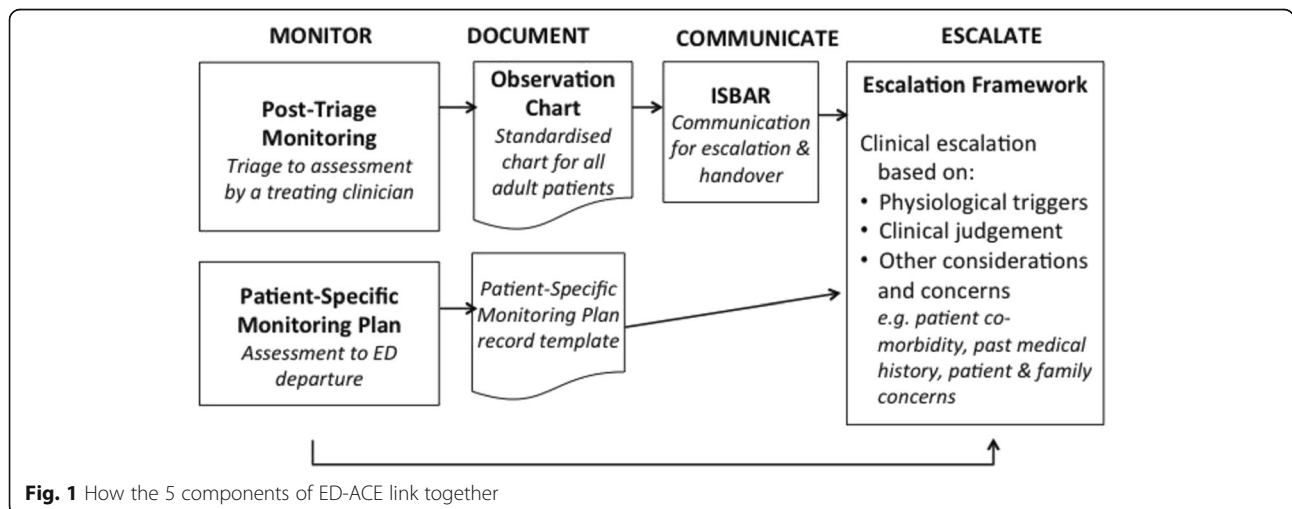 MONITOR
DOCUMENT
COMMUNICATE
ESCALATE
Post-Triage
Monitoring
Triage to assessment
by a treating clinician
Observation
Chart
Standardised
chart for all
adult patients
ISBAR
Communication
for escalation &
handover
Escalation Framework
Clinical escalation
based on:
• Physiological triggers
• Clinical judgement
• Other considerations
and concerns
e.g. patient co-
morbidity, past medical
history, patient & family
concerns
Patient-Specific
Monitoring Plan
Assessment to ED
departure
Patient-Specific
Monitoring Plan
record template
Fig. 1 How the 5 components of ED-ACE link together